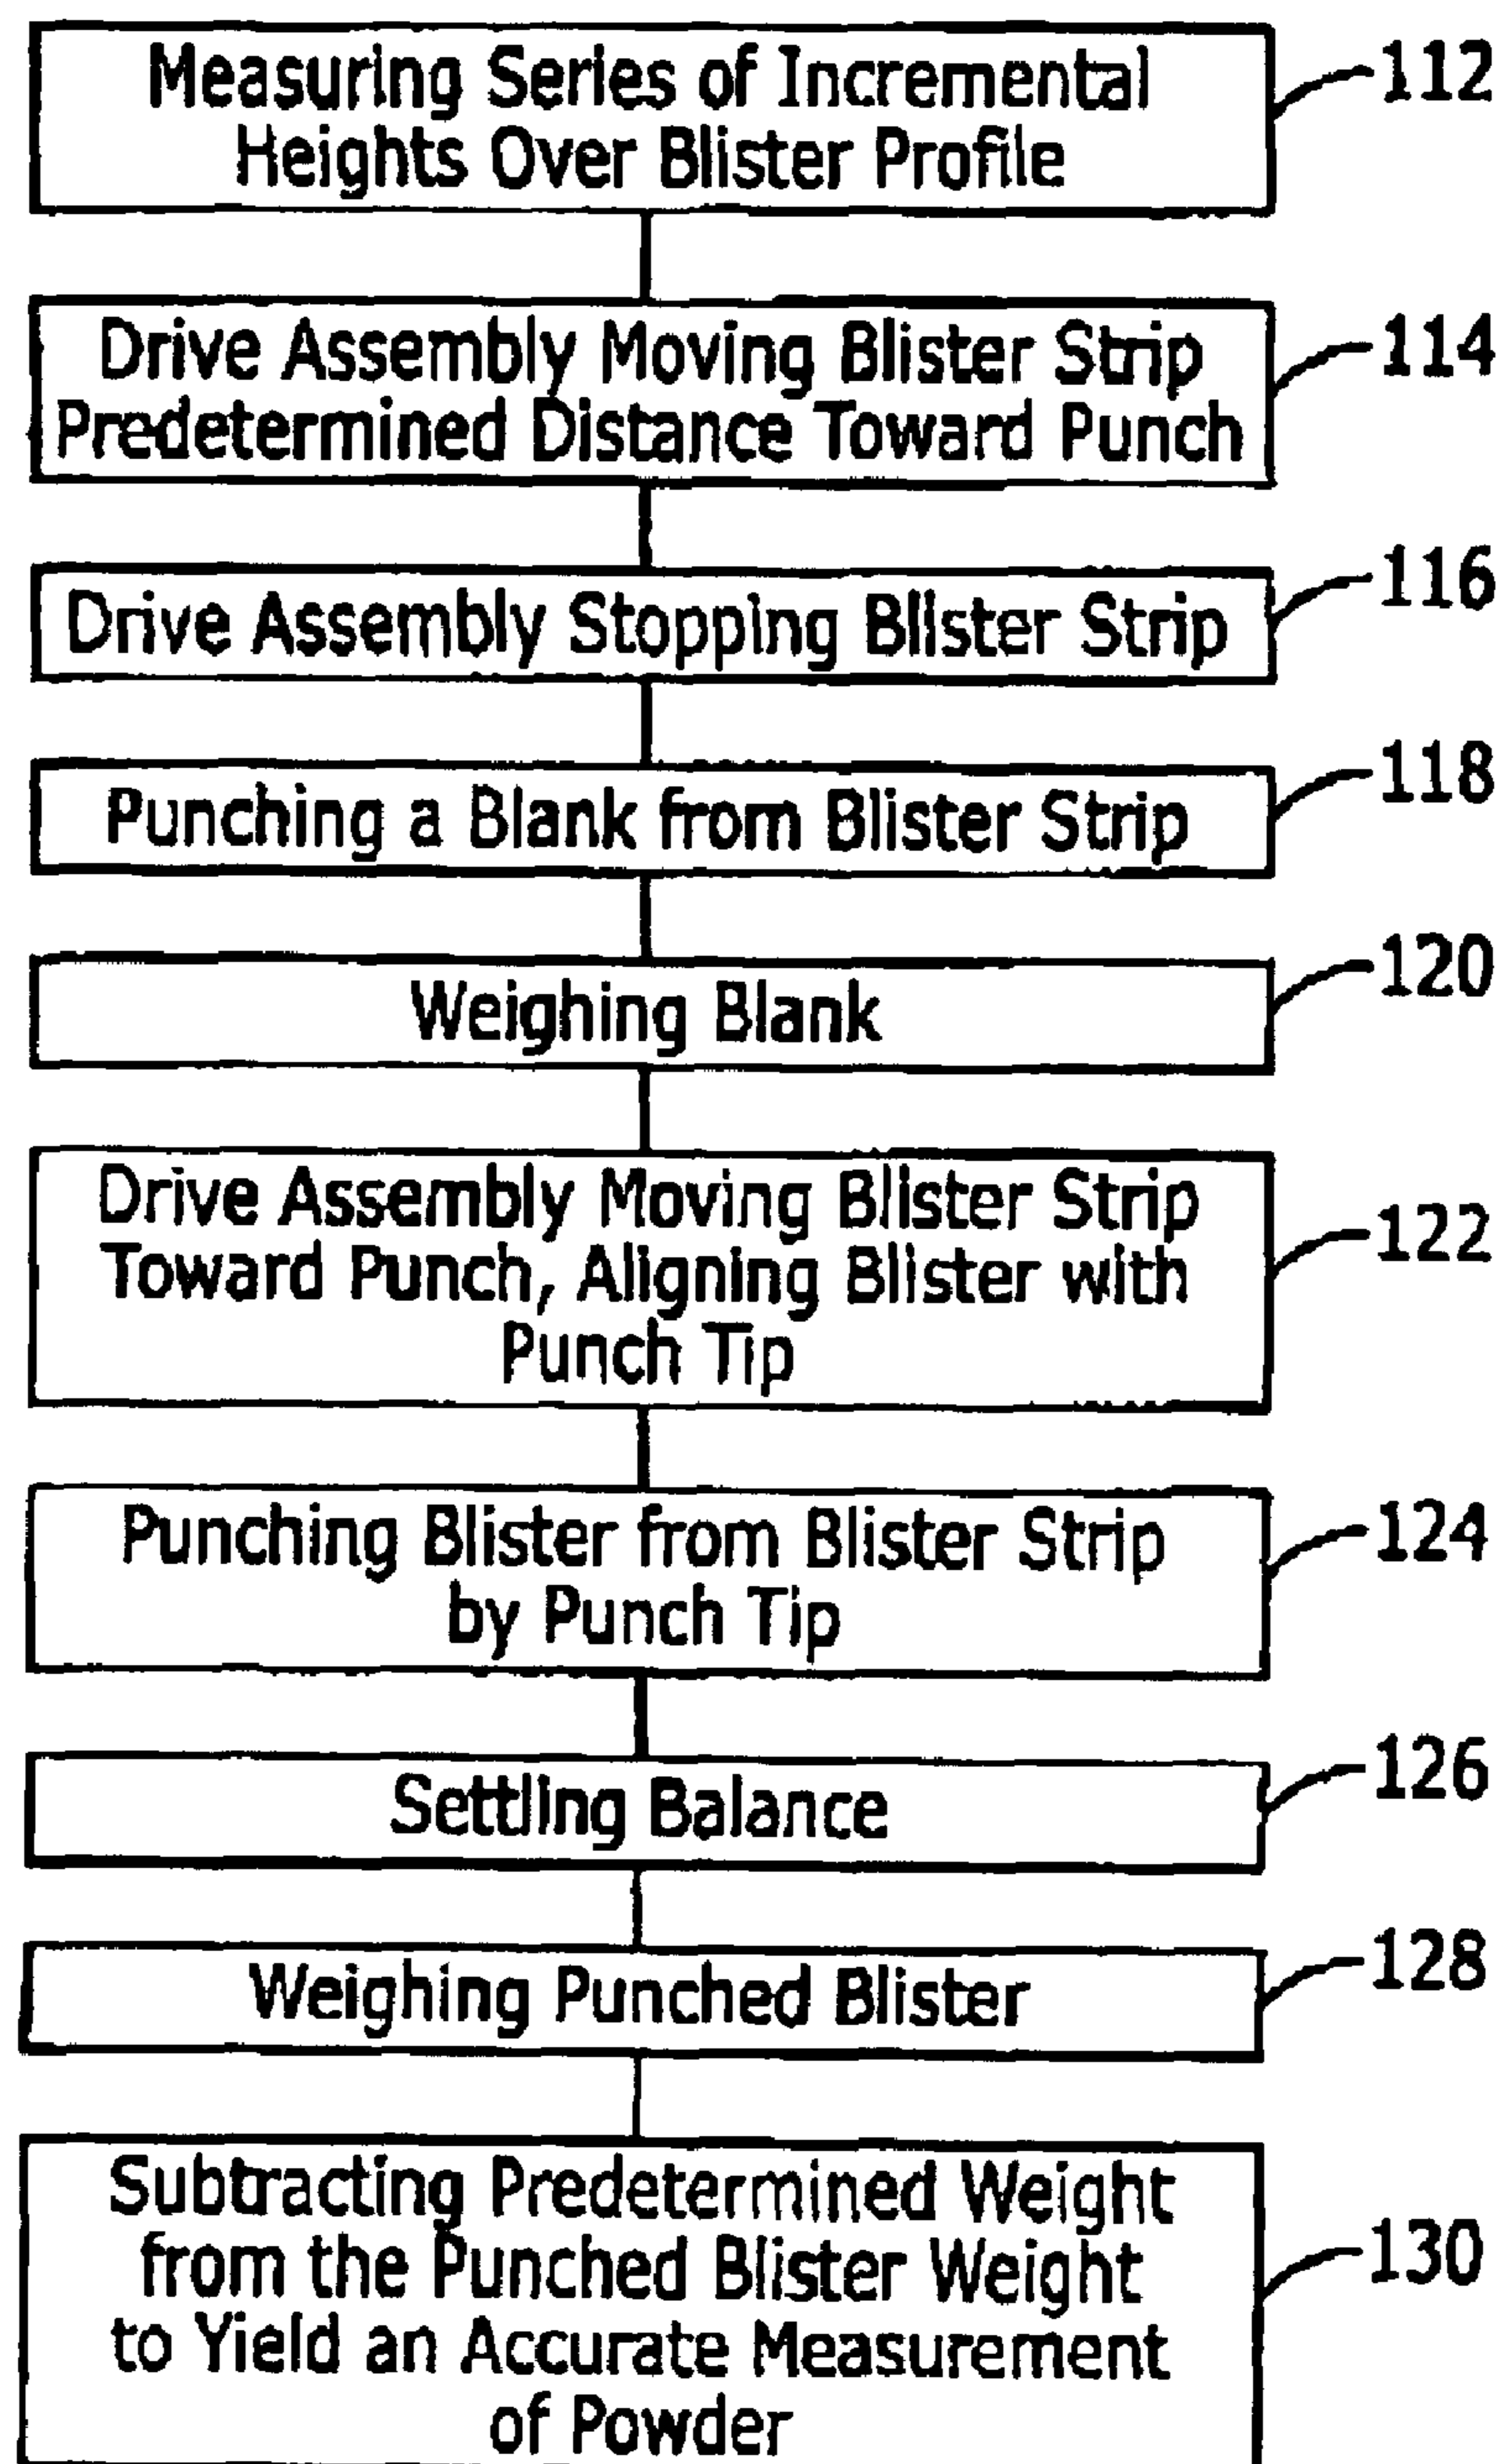 Measuring Series of Incremental
Heights Over Blister Profile
112
Drive Assembly Moving Blister Strip
Predetermined Distance Toward Punch
114
Drive Assembly Stopping Blister Strip
116
Punching a Blank from Blister Strip
118
Weighing Blank
120
Drive Assembly Moving Blister Strip
Toward Punch, Aligning Blister with
Punch Tip
122
Punching Blister from Blister Strip
by Punch Tip
124
Settling Balance
126
Weighing Punched Blister
128
Subtracting Predetermined Weight
from the Punched Blister Weight
to Yield an Accurate Measurement
of Powder
130